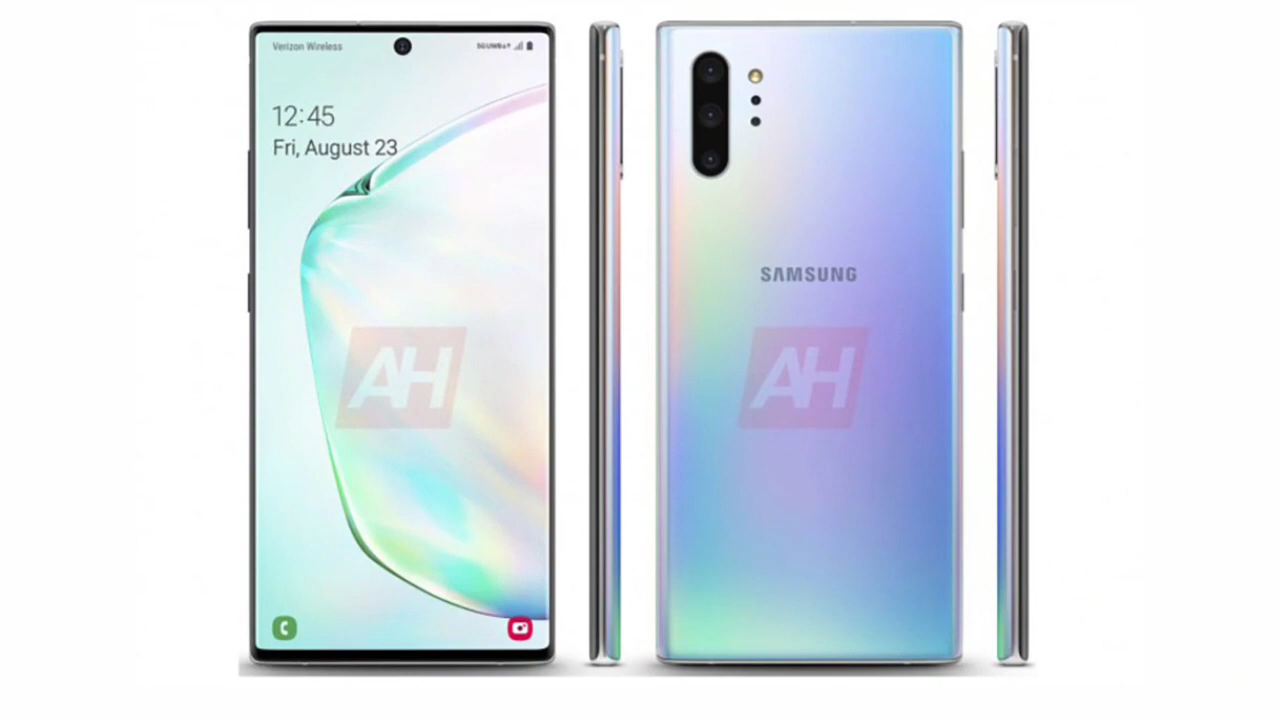 Verizon Wireless
12:45
Fri, August 23
AH
SAMSUNG
AH